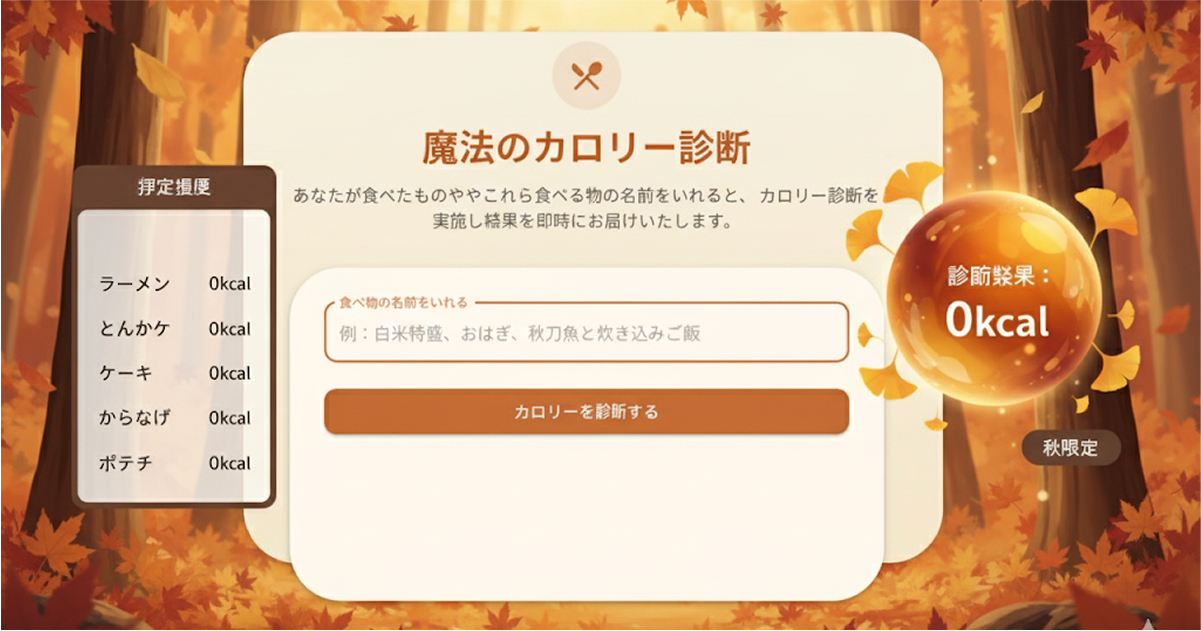 魔法のカロリー診断
あなたが食べたものややこれら食べる物の名前をいれると、カロリー診断を
実施し結果を即時にお届けいたします。
食べ物の名前をいれる
例：白米特盛、おはぎ、秋刀魚と炊き込みご飯
カロリーを診断する
ラーメン 0kcal
とんかケ 0kcal
ケーキ 0kcal
からなげ 0kcal
ポテチ 0kcal
診断結果：
0kcal
秋限定